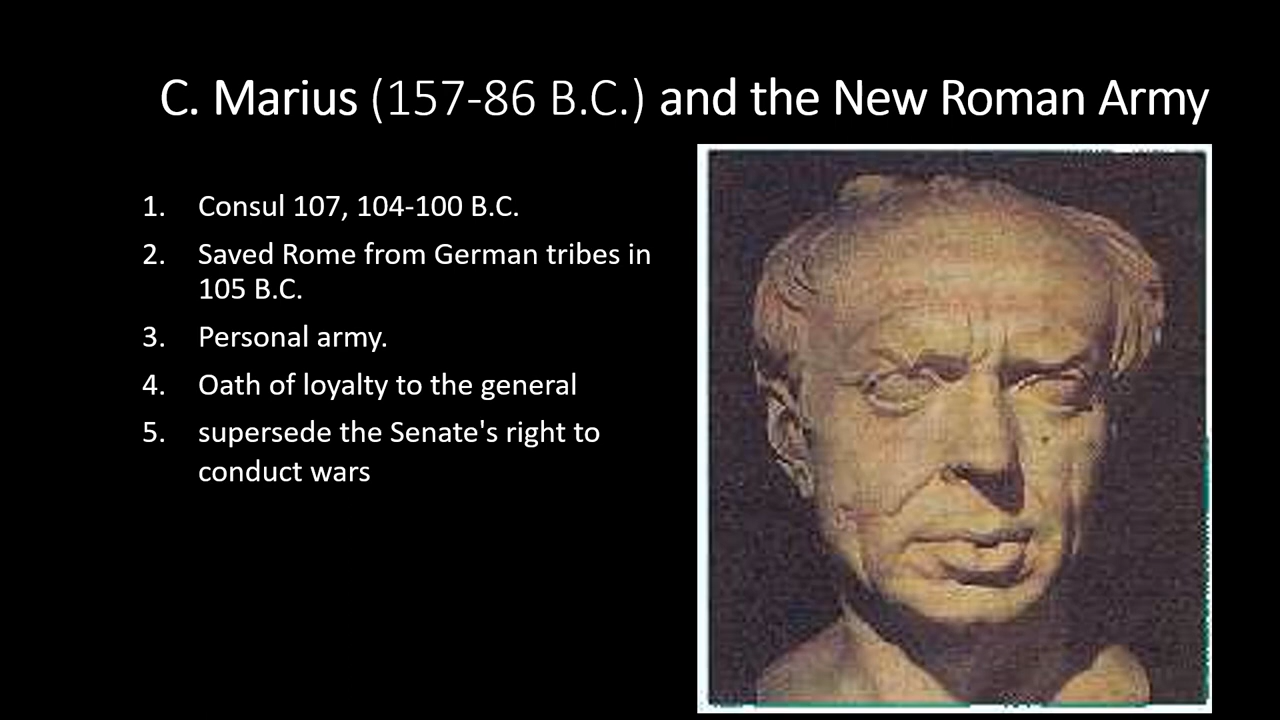 C. Marius (157-86 B.C.) and the New Roman Army
1. Consul 107, 104-100 B.C.
2. Saved Rome from German tribes in
105 B.C.
3. Personal army.
4. Oath of loyalty to the general
5. supersede the Senate's right to
conduct wars